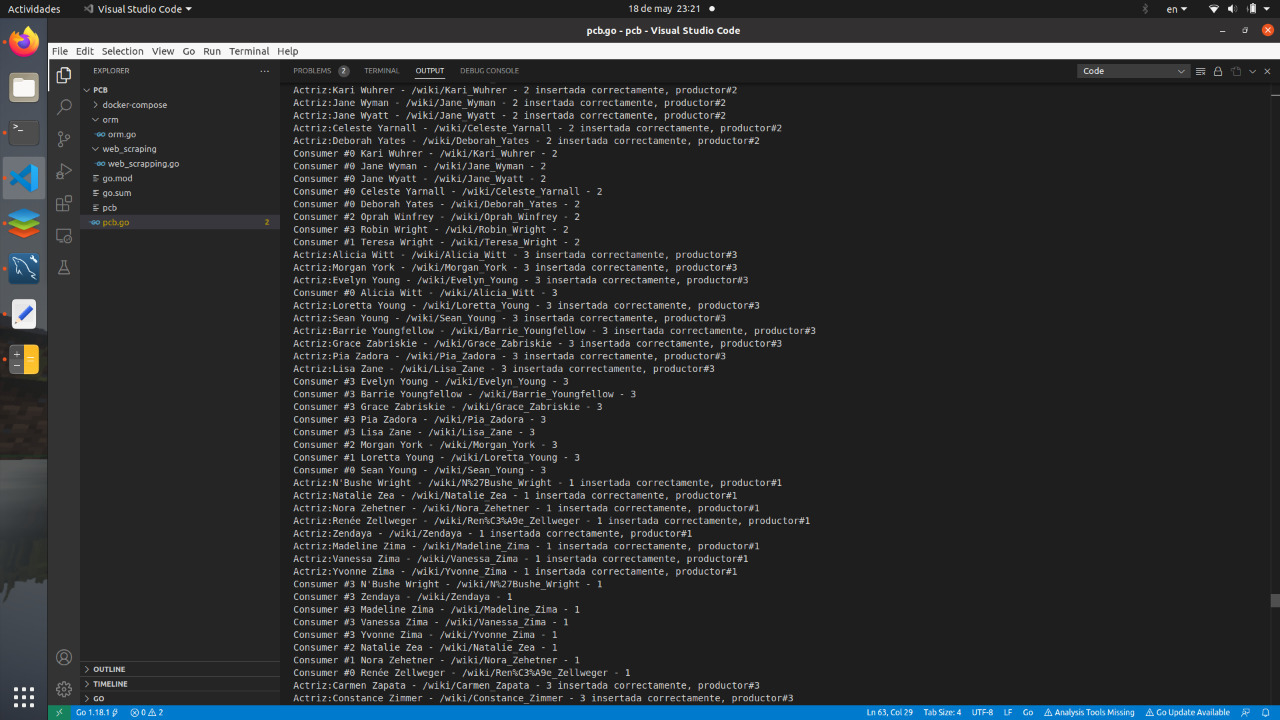 Actividades
Visual Studio Code
18 de may 23:21
en
pcb.go - pcb - Visual Studio Code
File Edit Selection View Go Run Terminal Help
EXPLORER
PCB
docker-compose
orm
orm.go
web_scraping
web_scrapping.go
go.mod
go.sum
pcb
pcb.go 2
OUTLINE
TIMELINE
GO
PROBLEMS 2 TERMINAL OUTPUT DEBUG CONSOLE
Code
Actriz:Kari Wuhrer - /wiki/Kari_Wuhrer - 2 insertada correctamente, productor#2
Actriz:Jane Wyman - /wiki/Jane_Wyman - 2 insertada correctamente, productor#2
Actriz:Jane Wyatt - /wiki/Jane_Wyatt - 2 insertada correctamente, productor#2
Actriz:Celeste Yarnall - /wiki/Celeste_Yarnall - 2 insertada correctamente, productor#2
Actriz:Deborah Yates - /wiki/Deborah_Yates - 2 insertada correctamente, productor#2
Consumer #0 Kari Wuhrer - /wiki/Kari_Wuhrer - 2
Consumer #0 Jane Wyman - /wiki/Jane_Wyman - 2
Consumer #0 Jane Wyatt - /wiki/Jane_Wyatt - 2
Consumer #0 Celeste Yarnall - /wiki/Celeste_Yarnall - 2
Consumer #0 Deborah Yates - /wiki/Deborah_Yates - 2
Consumer #2 Oprah Winfrey - /wiki/Oprah_Winfrey - 2
Consumer #3 Robin Wright - /wiki/Robin_Wright - 2
Consumer #1 Teresa Wright - /wiki/Teresa_Wright - 2
Actriz:Alicia Witt - /wiki/Alicia_Witt - 3 insertada correctamente, productor#3
Actriz:Morgan York - /wiki/Morgan_York - 3 insertada correctamente, productor#3
Actriz:Evelyn Young - /wiki/Evelyn_Young - 3 insertada correctamente, productor#3
Consumer #0 Alicia Witt - /wiki/Alicia_Witt - 3
Actriz:Loretta Young - /wiki/Loretta_Young - 3 insertada correctamente, productor#3
Actriz:Sean Young - /wiki/Sean_Young - 3 insertada correctamente, productor#3
Actriz:Barrie Youngfellow - /wiki/Barrie_Youngfellow - 3 insertada correctamente, productor#3
Actriz:Grace Zabriskie - /wiki/Grace_Zabriskie - 3 insertada correctamente, productor#3
Actriz:Pia Zadora - /wiki/Pia_Zadora - 3 insertada correctamente, productor#3
Actriz:Lisa Zane - /wiki/Lisa_Zane - 3 insertada correctamente, productor#3
Consumer #3 Evelyn Young - /wiki/Evelyn_Young - 3
Consumer #3 Barrie Youngfellow - /wiki/Barrie_Youngfellow - 3
Consumer #3 Grace Zabriskie - /wiki/Grace_Zabriskie - 3
Consumer #3 Pia Zadora - /wiki/Pia_Zadora - 3
Consumer #3 Lisa Zane - /wiki/Lisa_Zane - 3
Consumer #2 Morgan York - /wiki/Morgan_York - 3
Consumer #1 Loretta Young - /wiki/Loretta_Young - 3
Consumer #0 Sean Young - /wiki/Sean_Young - 3
Actriz:N'Bushe Wright - /wiki/N%27Bushe_Wright - 1 insertada correctamente, productor#1
Actriz:Natalie Zea - /wiki/Natalie_Zea - 1 insertada correctamente, productor#1
Actriz:Nora Zehetner - /wiki/Nora_Zehetner - 1 insertada correctamente, productor#1
Actriz:Renée Zellweger - /wiki/Ren%C3%A9e_Zellweger - 1 insertada correctamente, productor#1
Actriz:Zendaya - /wiki/Zendaya - 1 insertada correctamente, productor#1
Actriz:Madeline Zima - /wiki/Madeline_Zima - 1 insertada correctamente, productor#1
Actriz:Vanessa Zima - /wiki/Vanessa_Zima - 1 insertada correctamente, productor#1
Actriz:Yvonne Zima - /wiki/Yvonne_Zima - 1 insertada correctamente, productor#1
Consumer #3 N'Bushe Wright - /wiki/N%27Bushe_Wright - 1
Consumer #3 Zendaya - /wiki/Zendaya - 1
Consumer #3 Madeline Zima - /wiki/Madeline_Zima - 1
Consumer #3 Vanessa Zima - /wiki/Vanessa_Zima - 1
Consumer #3 Yvonne Zima - /wiki/Yvonne_Zima - 1
Consumer #2 Natalie Zea - /wiki/Natalie_Zea - 1
Consumer #1 Nora Zehetner - /wiki/Nora_Zehetner - 1
Consumer #0 Renée Zellweger - /wiki/Ren%C3%A9e_Zellweger - 1
Actriz:Carmen Zapata - /wiki/Carmen_Zapata - 3 insertada correctamente, productor#3
Actriz:Constance Zimmer - /wiki/Constance_Zimmer - 3 insertada correctamente, productor#3
Go 1.18.1 0 2 Ln 63, Col 29 Tab Size: 4 UTF-8 LF Go Analysis Tools Missing Go Update Available